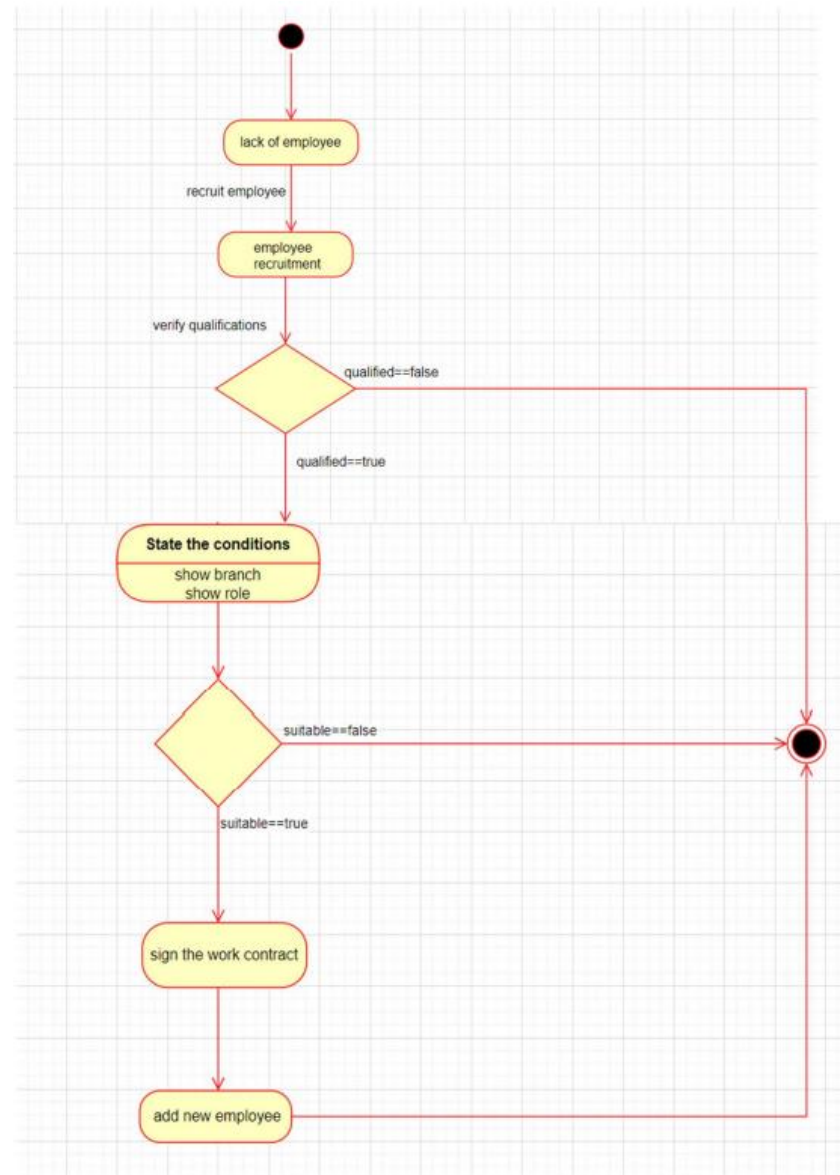 lack of employee
recruit employee
employee
recruitment
verify qualifications
qualified==false
qualified==true
State the conditions
show branch
show role
suitable==false
suitable==true
sign the work contract
add new employee